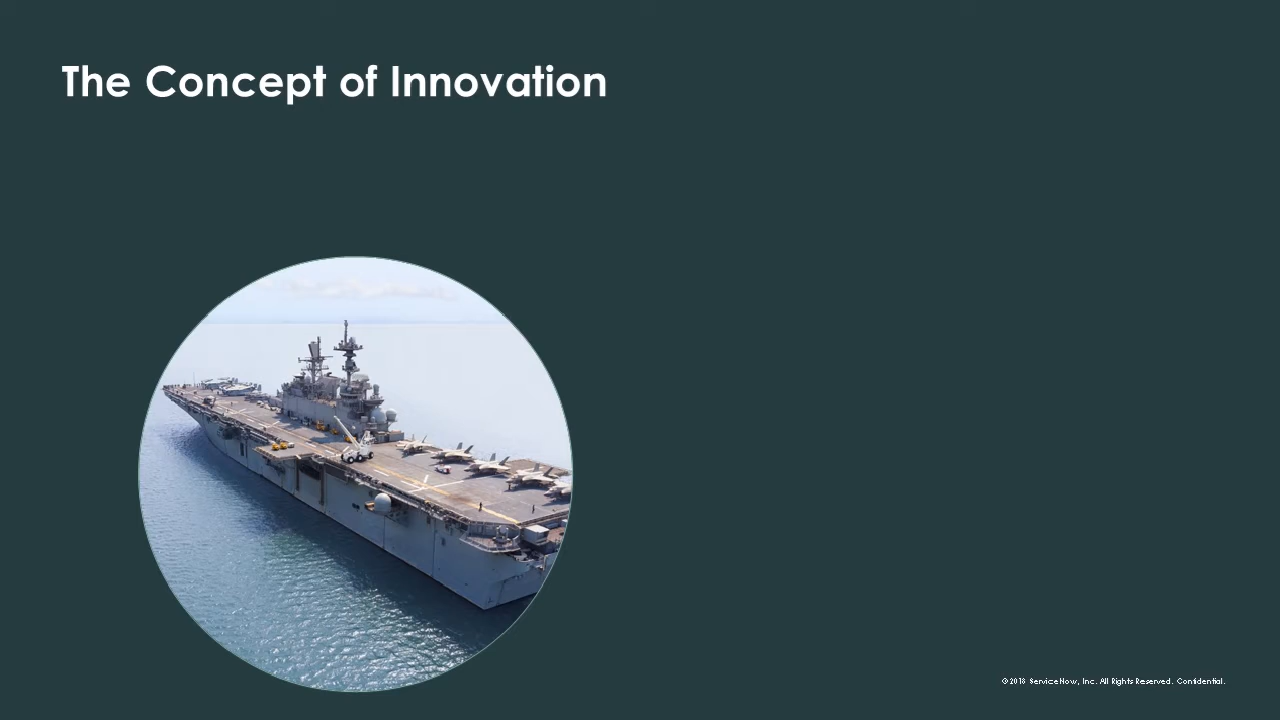 The Concept of Innovation
© 2018 ServiceNow, Inc. All Rights Reserved. Confidential.